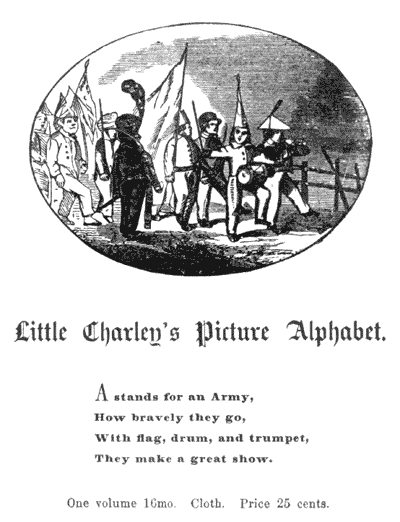 Little Charley's Picture Alphabet.
A stands for an Army,
How bravely they go,
With flag, drum, and trumpet,
They make a great show.
One volume 16mo. Cloth. Price 25 cents.